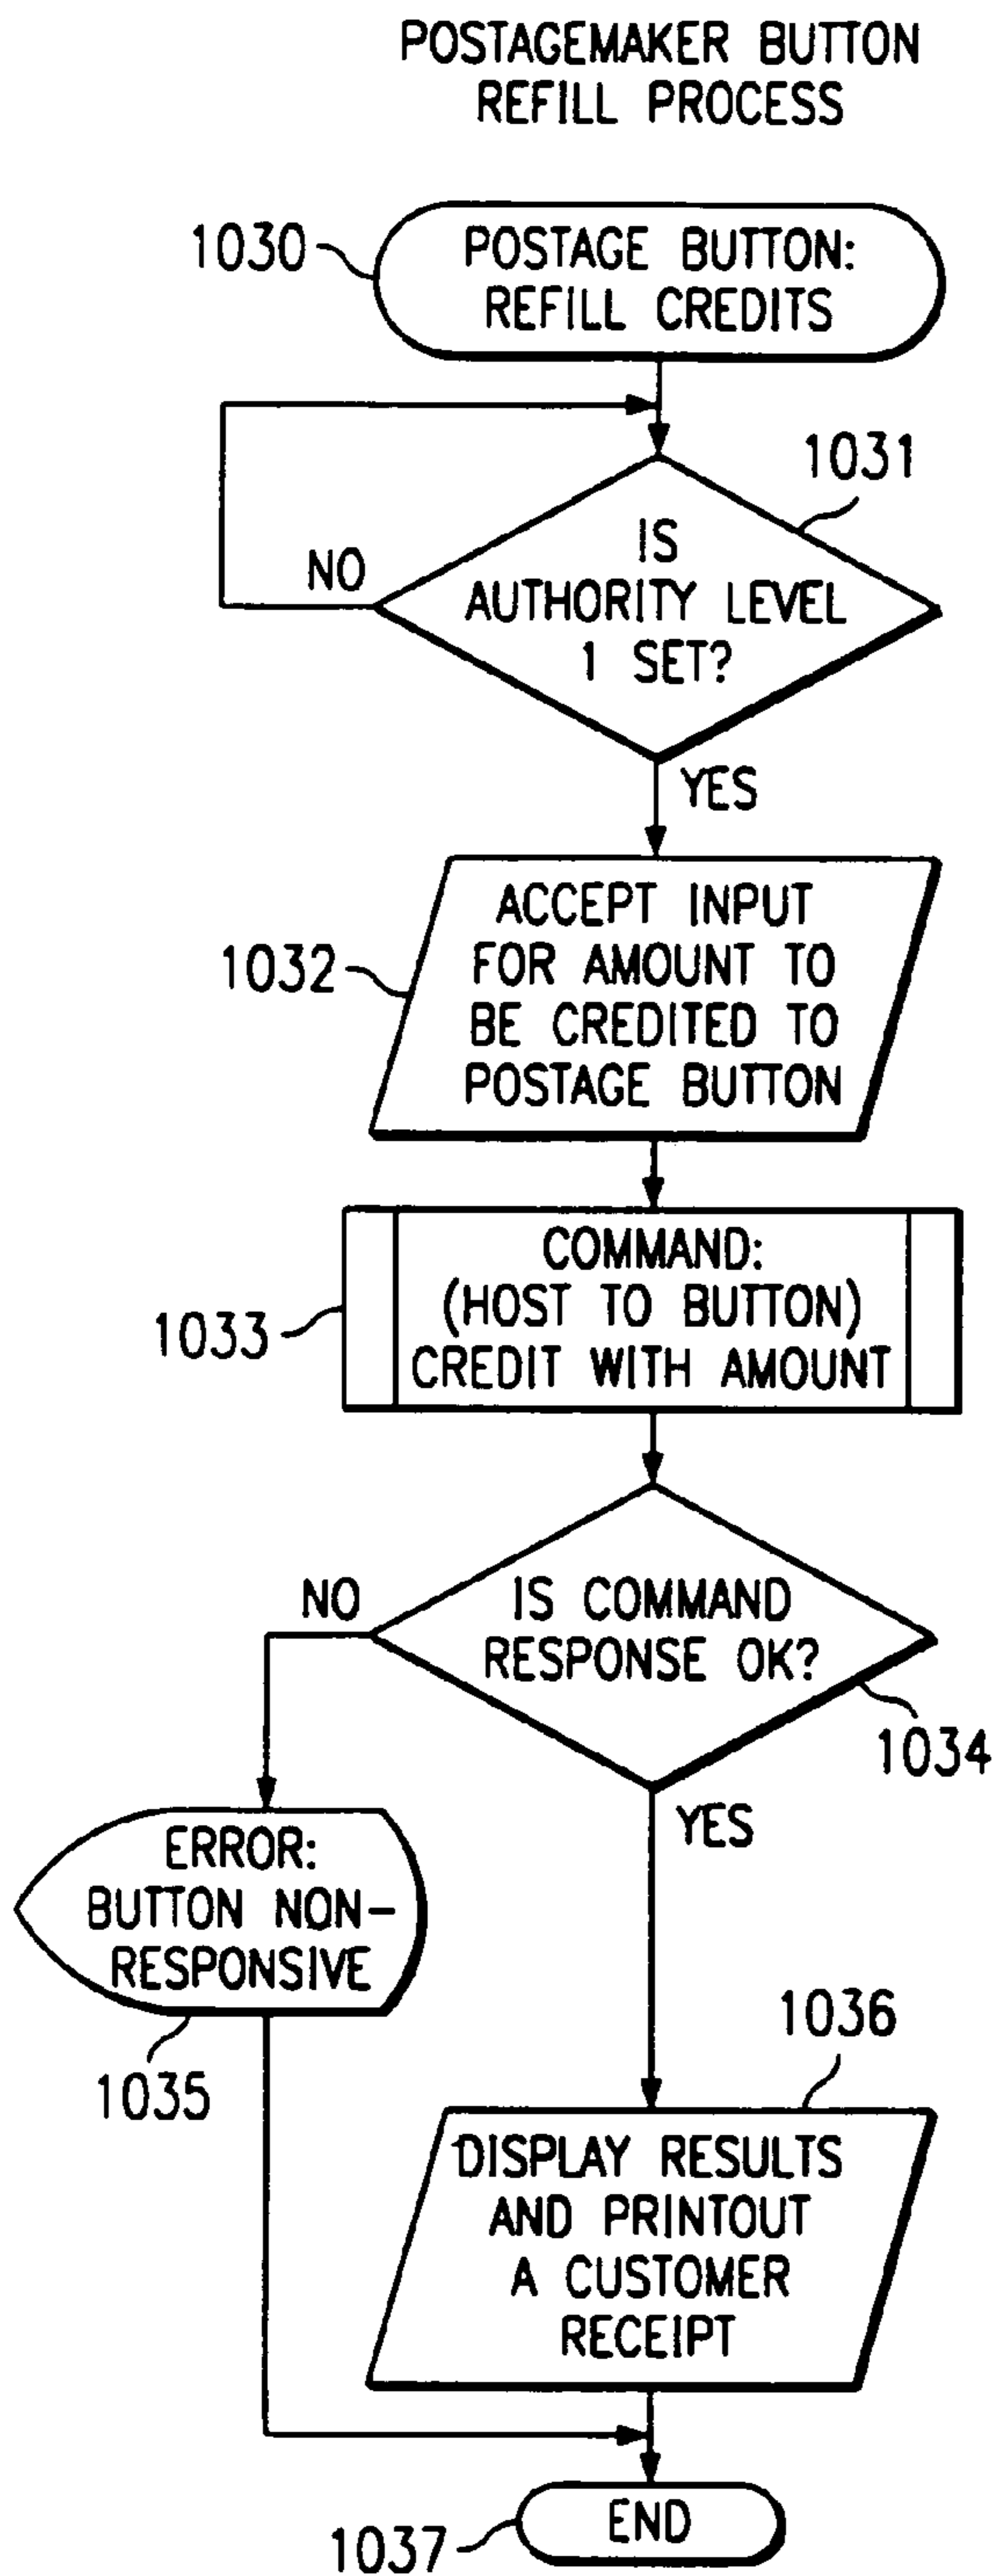 POSTAGEMAKER BUTTON
REFILL PROCESS
1030
POSTAGE BUTTON:
REFILL CREDITS
1031
IS
AUTHORITY LEVEL
1 SET?
NO
YES
1032
ACCEPT INPUT
FOR AMOUNT TO
BE CREDITED TO
POSTAGE BUTTON
1033
COMMAND:
(HOST TO BUTTON)
CREDIT WITH AMOUNT
NO
IS COMMAND
RESPONSE OK?
1034
YES
ERROR:
BUTTON NON-
RESPONSIVE
1035
1036
DISPLAY RESULTS
AND PRINTOUT
A CUSTOMER
RECEIPT
END
1037